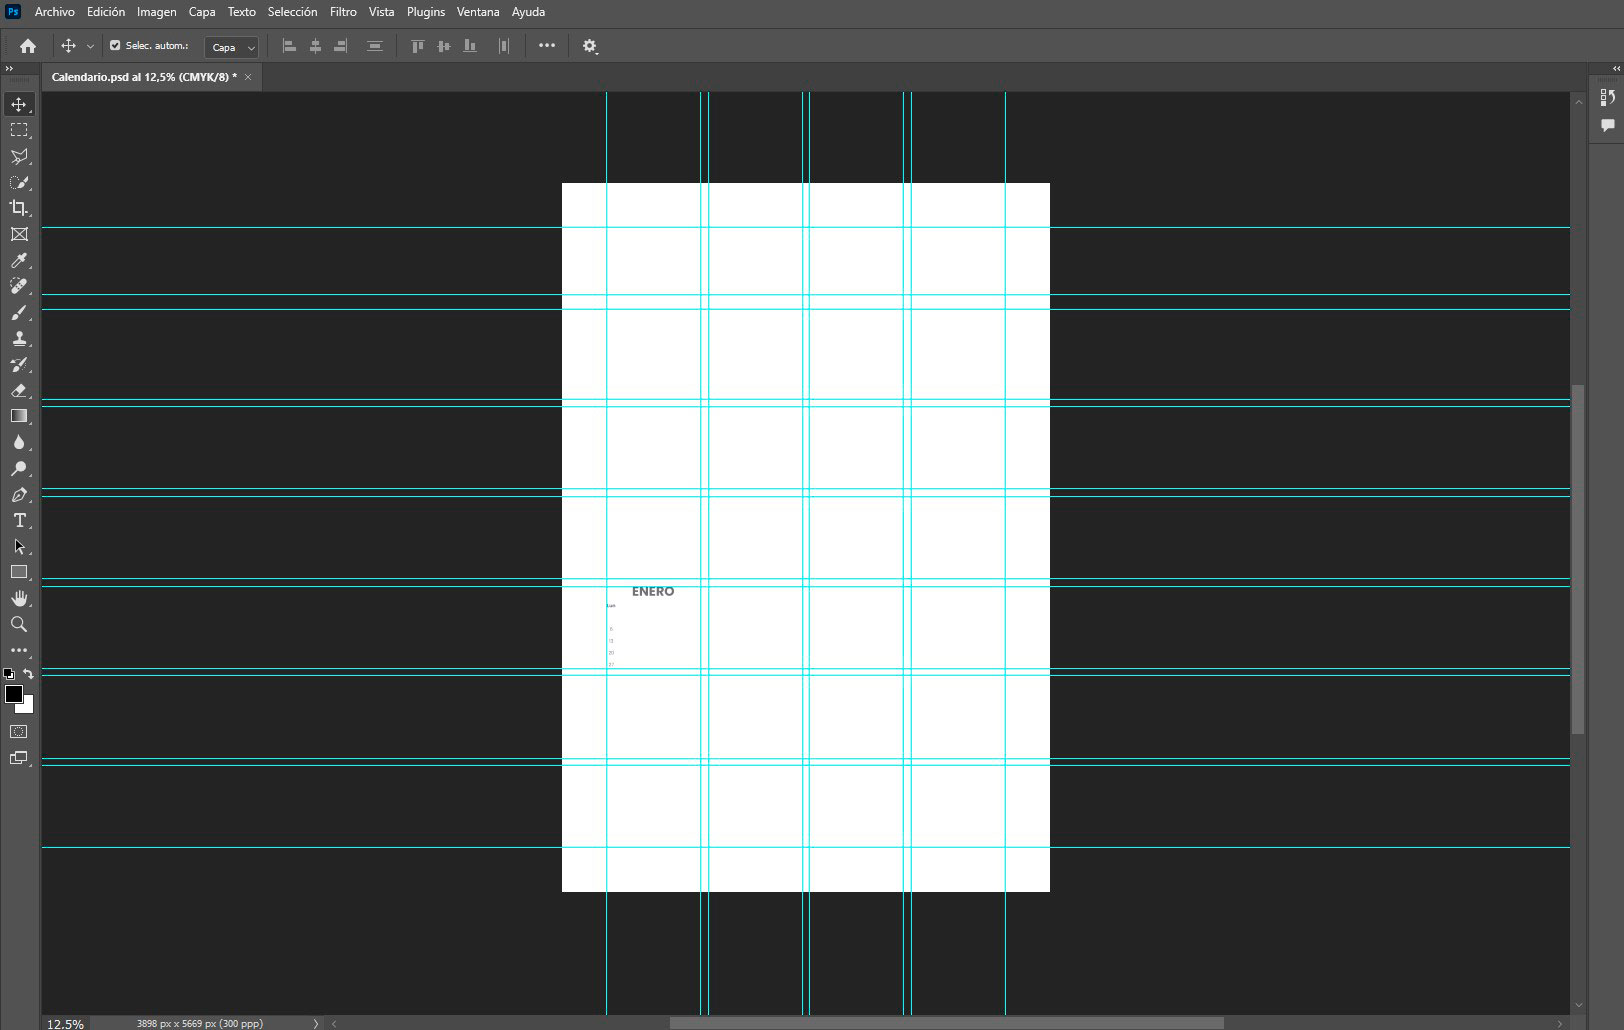 Ps Archivo Edición Imagen Capa Texto Selección Filtro Vista Plugins Ventana Ayuda
Selec. autom.: Capa
Calendario.psd al 12,5% (CMYK/8) * ×
T
ENERO
Lun
6
13
20
27
12.5% 3898 px x 5669 px (300 ppp)